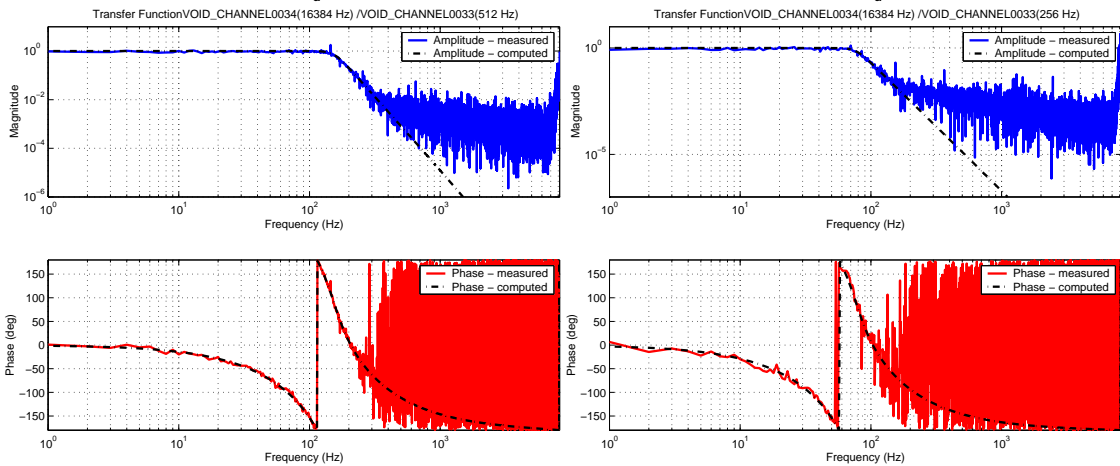 Transfer FunctionVOID_CHANNEL0034(16384 Hz) /VOID_CHANNEL0033(512 Hz)
Amplitude − measured
Amplitude − computed
Magnitude
10^0
10^−2
10^−4
10^−6
10^0
10^1
10^2
10^3
Frequency (Hz)
Transfer FunctionVOID_CHANNEL0034(16384 Hz) /VOID_CHANNEL0033(256 Hz)
Amplitude − measured
Amplitude − computed
Magnitude
10^0
10^−5
10^0
10^1
10^2
10^3
Frequency (Hz)
Phase − measured
Phase − computed
Phase (deg)
150
100
50
0
−50
−100
−150
10^0
10^1
10^2
10^3
Frequency (Hz)
Phase − measured
Phase − computed
Phase (deg)
150
100
50
0
−50
−100
−150
10^0
10^1
10^2
10^3
Frequency (Hz)